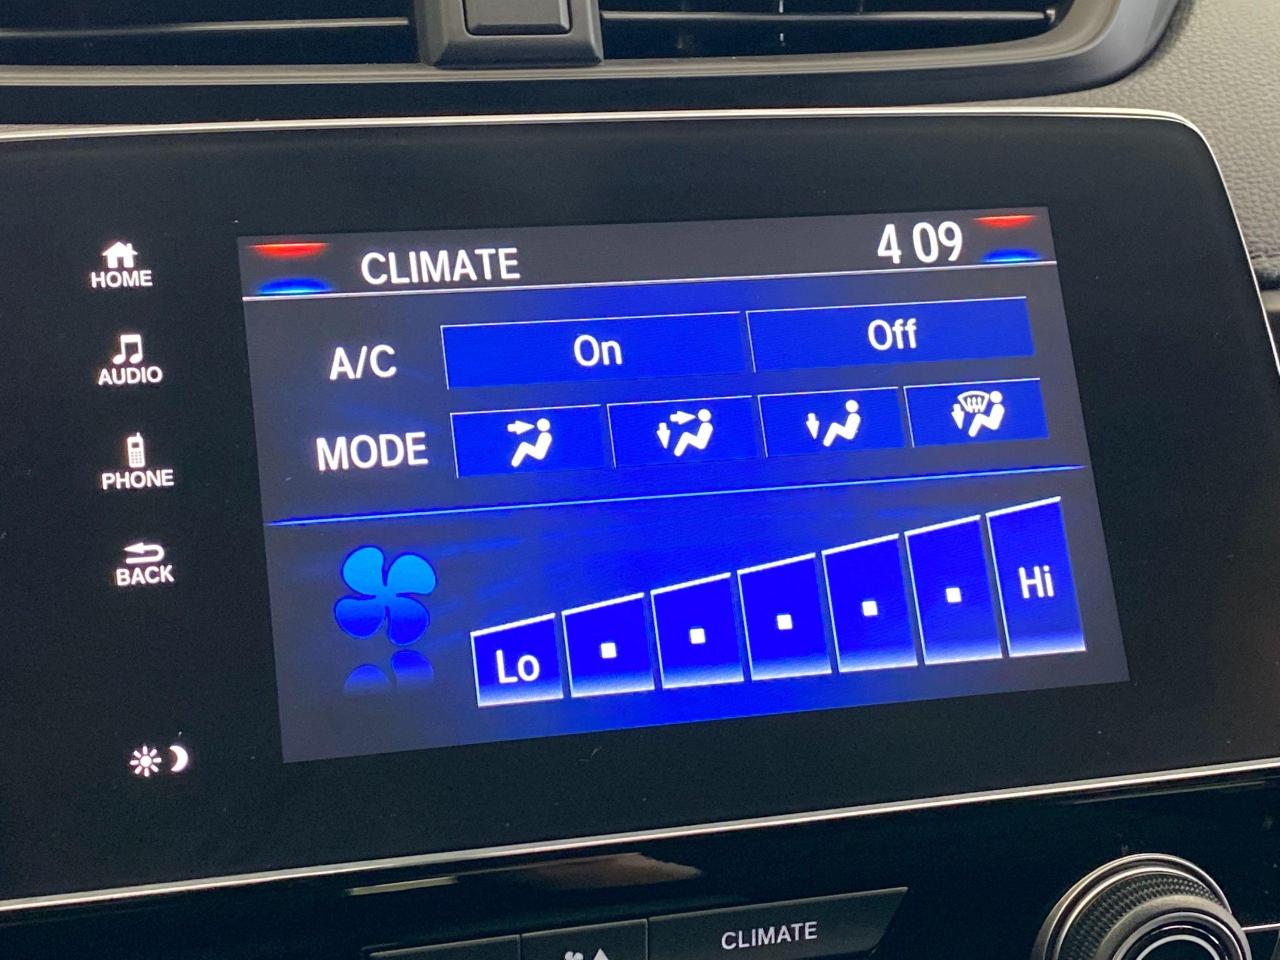 CLIMATE 4 09
HOME
A/C On Off
AUDIO
MODE
PHONE
BACK
Lo Hi
CLIMATE